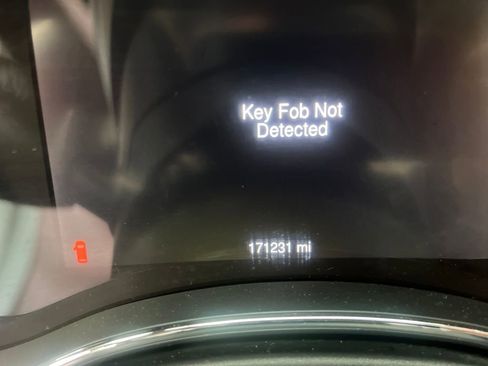 Key Fob Not
Detected
171231 mi